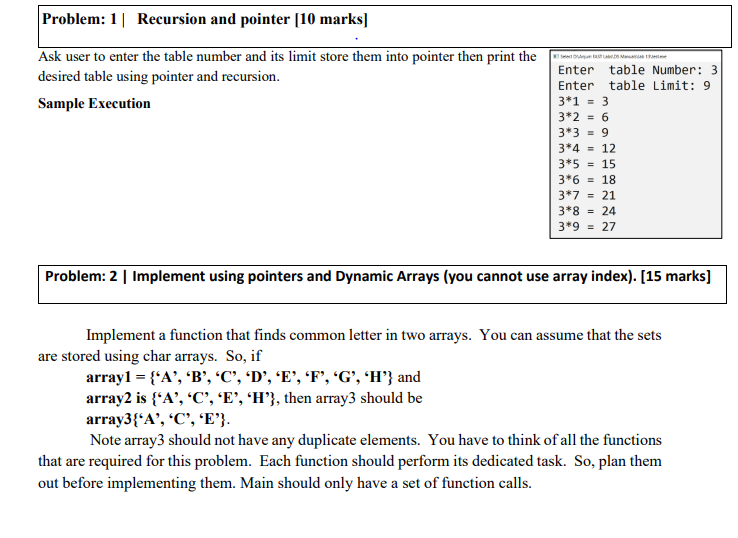 Problem: 1| Recursion and pointer [10 marks]
Ask user to enter the table number and its limit store them into pointer then print the
desired table using pointer and recursion.
Sample Execution
Enter table Number: 3
Enter table Limit: 9
3*1 = 3
3*2 = 6
3*3 = 9
3*4 = 12
3*5 = 15
3*6 = 18
3*7 = 21
3*8 = 24
3*9 = 27
Problem: 2 | Implement using pointers and Dynamic Arrays (you cannot use array index). [15 marks]
Implement a function that finds common letter in two arrays. You can assume that the sets
are stored using char arrays. So, if
array1 = {‘A’, ‘B’, ‘C’, ‘D’, ‘E’, ‘F’, ‘G’, ‘H’} and
array2 is {‘A’, ‘C’, ‘E’, ‘H’}, then array3 should be
array3{‘A’, ‘C’, ‘E’}.
Note array3 should not have any duplicate elements. You have to think of all the functions
that are required for this problem. Each function should perform its dedicated task. So, plan them
out before implementing them. Main should only have a set of function calls.